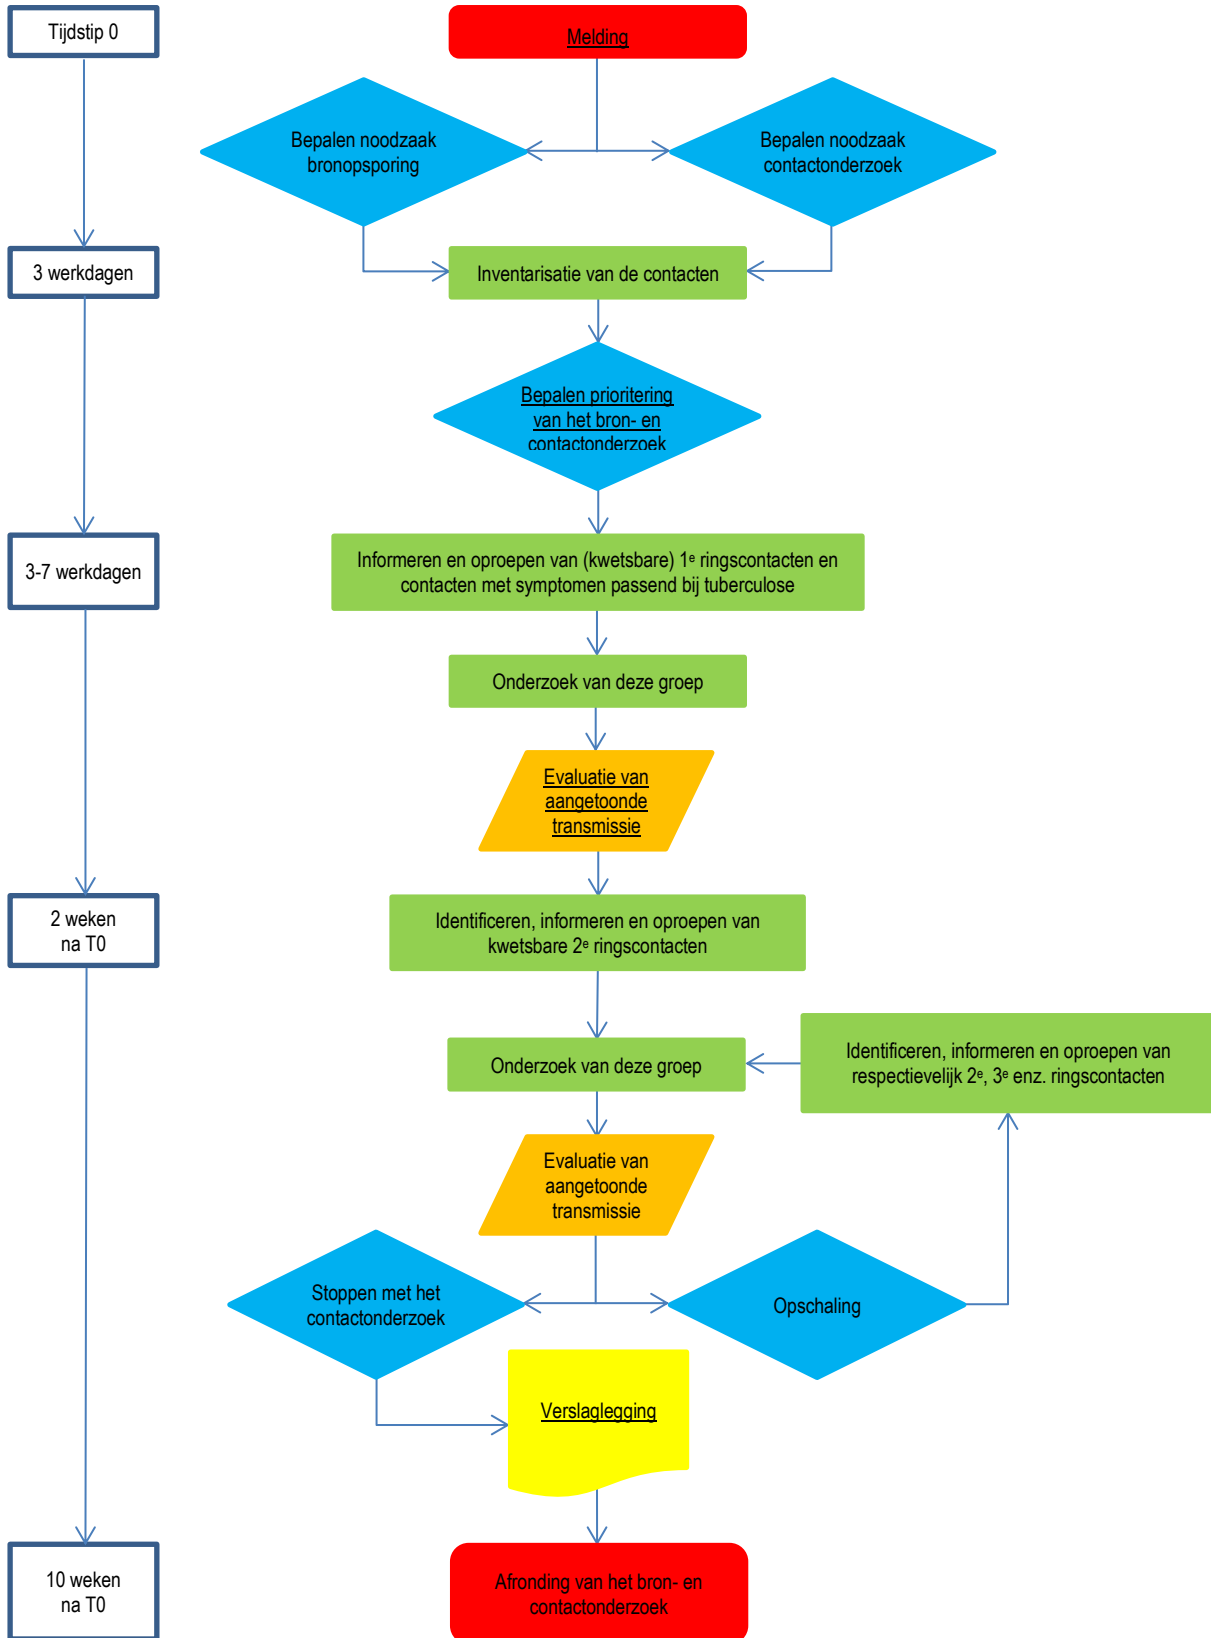 Tijdstip 0
Melding
Bepalen noodzaak
bronopsporing
Bepalen noodzaak
contactonderzoek
3 werkdagen
Inventarisatie van de contacten
Bepalen prioritering
van het bron- en
contactonderzoek
3-7 werkdagen
Informeren en oproepen van (kwetsbare) 1ᵉ ringscontacten en
contacten met symptomen passend bij tuberculose
Onderzoek van deze groep
Evaluatie van
aangetoonde
transmissie
2 weken
na T0
Identificeren, informeren en oproepen van
kwetsbare 2ᵉ ringscontacten
Onderzoek van deze groep
Identificeren, informeren en oproepen van
respectievelijk 2ᵉ, 3ᵉ enz. ringscontacten
Evaluatie van
aangetoonde
transmissie
Stoppen met het
contactonderzoek
Opschaling
Verslaglegging
10 weken
na T0
Afronding van het bron- en
contactonderzoek